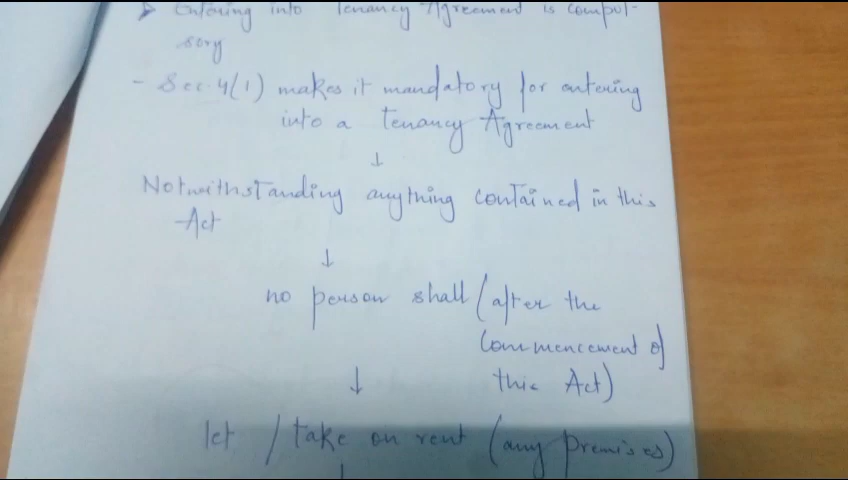 ➤ Entering into Tenancy Agreement is compul-
sory
- Sec. 4(1) makes it mandatory for entering
into a Tenancy Agreement
↓
Notwithstanding anything contained in this
Act
↓
no person shall (after the
Commencement of
this Act)
↓
let / take on rent (any premises)
↓